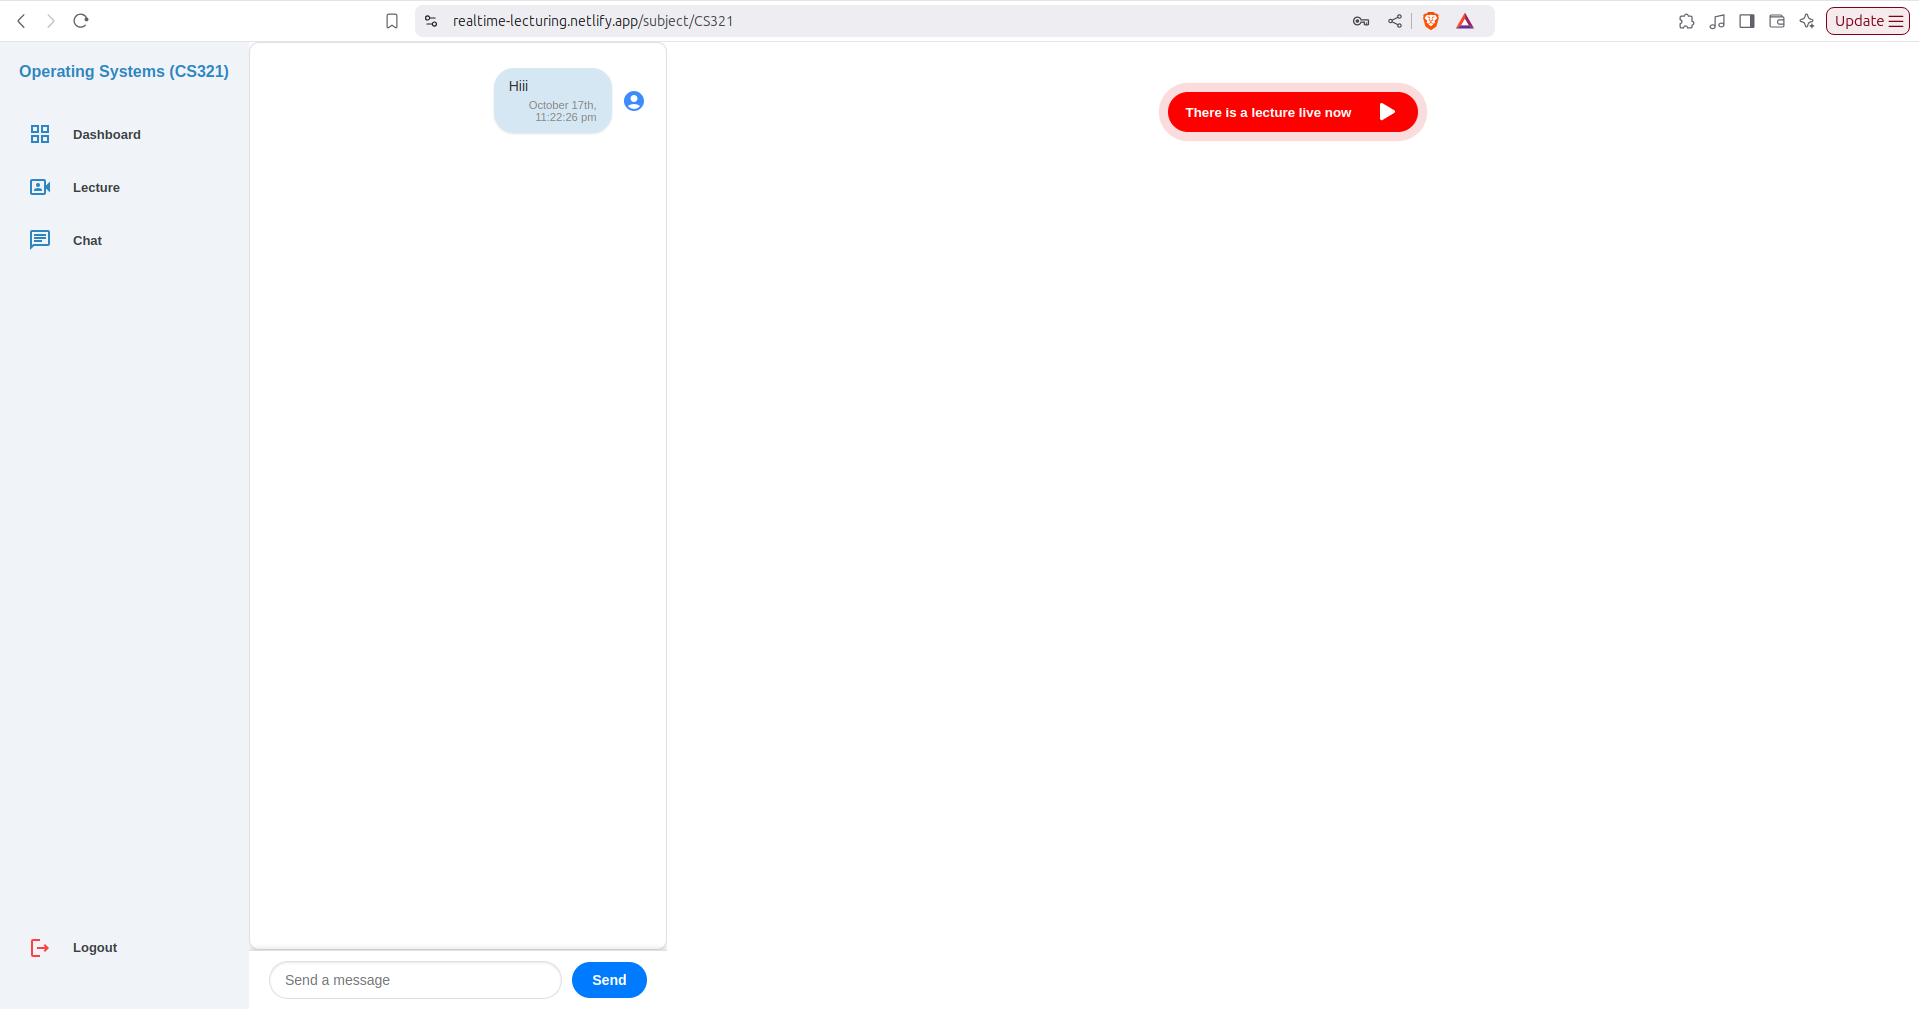 realtime-lecturing.netlify.app/subject/CS321
Update
Operating Systems (CS321)
Dashboard
Lecture
Chat
Logout
Hiii
October 17th,
11:22:26 pm
Send a message
Send
There is a lecture live now